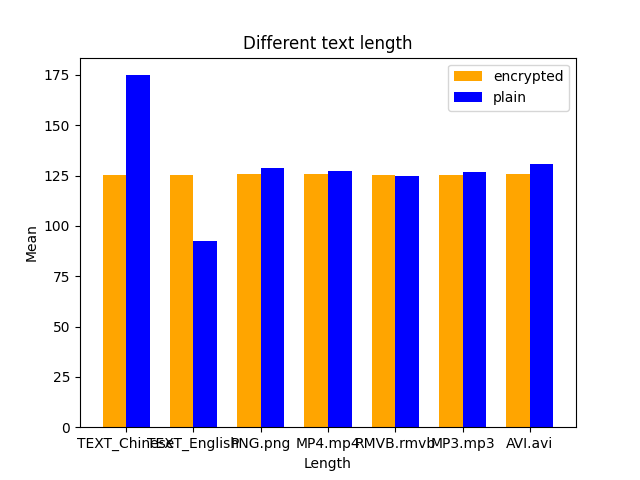 Different text length
encrypted
plain
175
150
125
100
75
50
25
0
Mean
TEXT_Chinese TEXT_English PNG.png MP4.mp4 RMVB.rmvb MP3.mp3 AVI.avi
Length